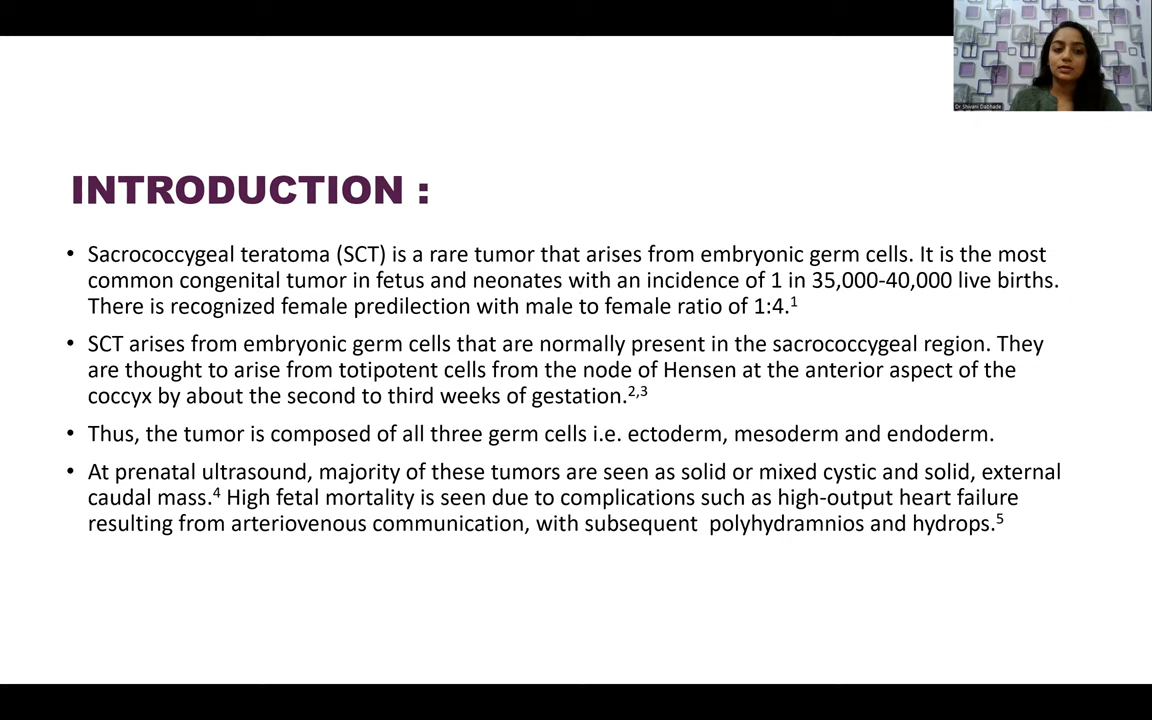 Dr Shivani Dabhade
INTRODUCTION :
• Sacrococcygeal teratoma (SCT) is a rare tumor that arises from embryonic germ cells. It is the most
common congenital tumor in fetus and neonates with an incidence of 1 in 35,000-40,000 live births.
There is recognized female predilection with male to female ratio of 1:4.¹
• SCT arises from embryonic germ cells that are normally present in the sacrococcygeal region. They
are thought to arise from totipotent cells from the node of Hensen at the anterior aspect of the
coccyx by about the second to third weeks of gestation.²,³
• Thus, the tumor is composed of all three germ cells i.e. ectoderm, mesoderm and endoderm.
• At prenatal ultrasound, majority of these tumors are seen as solid or mixed cystic and solid, external
caudal mass.⁴ High fetal mortality is seen due to complications such as high-output heart failure
resulting from arteriovenous communication, with subsequent  polyhydramnios and hydrops.⁵